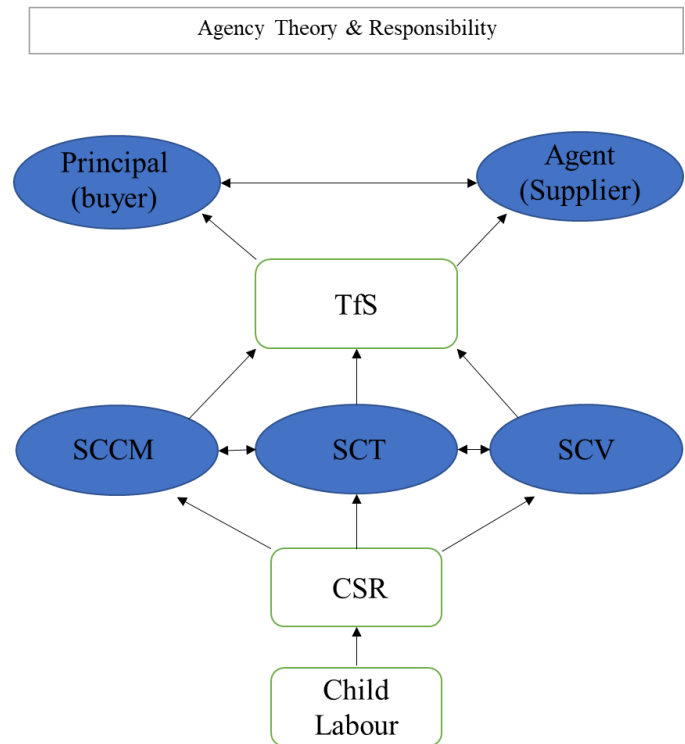 Agency Theory & Responsibility
Principal
(buyer)
Agent
(Supplier)
TfS
SCCM
SCT
SCV
CSR
Child
Labour